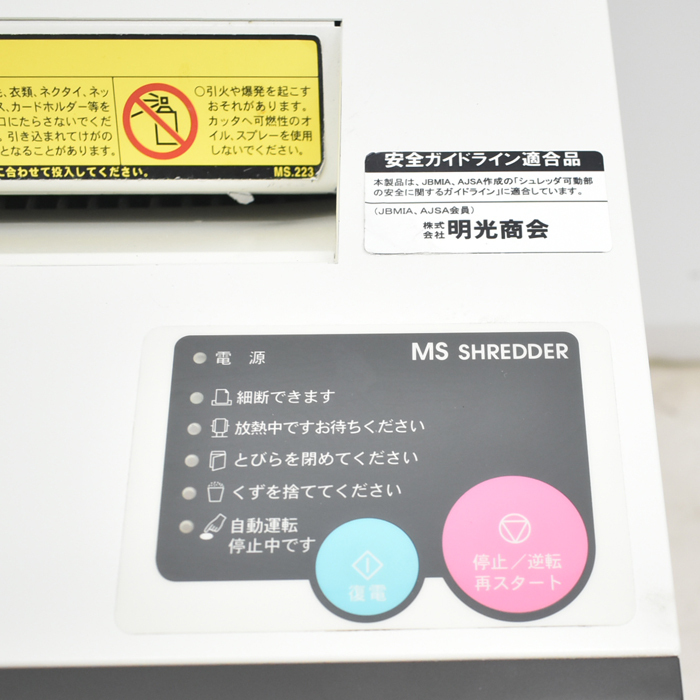 、衣類、ネクタイ、ネッ
ス、カードホルダー等を
口にたらさないでくだ
。引き込まれてけがの
となることがあります。
○引火や爆発を起こす
おそれがあります。
カッタへ可燃性のオ
イル、スプレーを使用
しないでください。
に合わせて投入してください。
MS.223
安全ガイドライン適合品
本製品は、JBMIA、AJSA作成の「シュレッダ可動部
の安全に関するガイドライン」に適合しています。
(JBMIA、AJSA会員)
株式会社 明光商会
電源
MS SHREDDER
細断できます
放熱中ですお待ちください
とびらを閉めてください
くずを捨ててください
自動運転
停止中です
復電
停止/逆転
再スタート